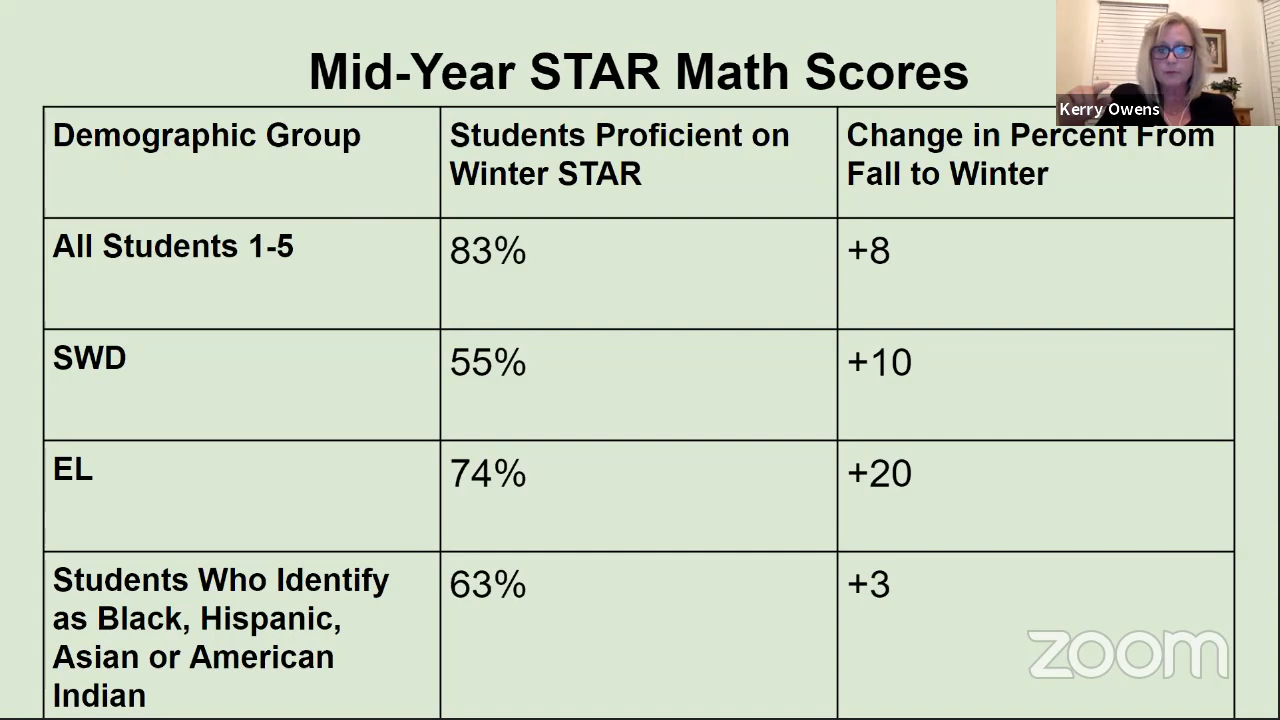 Mid-Year STAR Math Scores
Kerry Owens
Demographic Group
Students Proficient on
Winter STAR
Change in Percent From
Fall to Winter
All Students 1-5
83%
+8
SWD
55%
+10
EL
74%
+20
Students Who Identify
as Black, Hispanic,
Asian or American
Indian
63%
+3
zoom